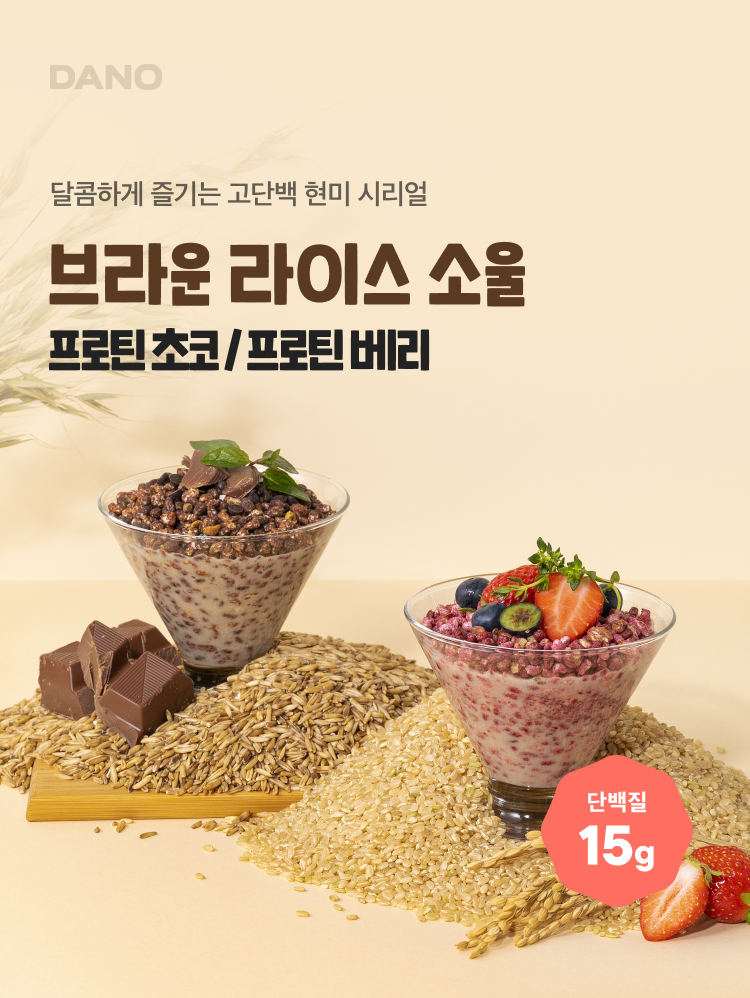 DANO
달콤하게 즐기는 고단백 현미 시리얼
브라운 라이스 소울
프로틴 초코 / 프로틴 베리
단백질
15g